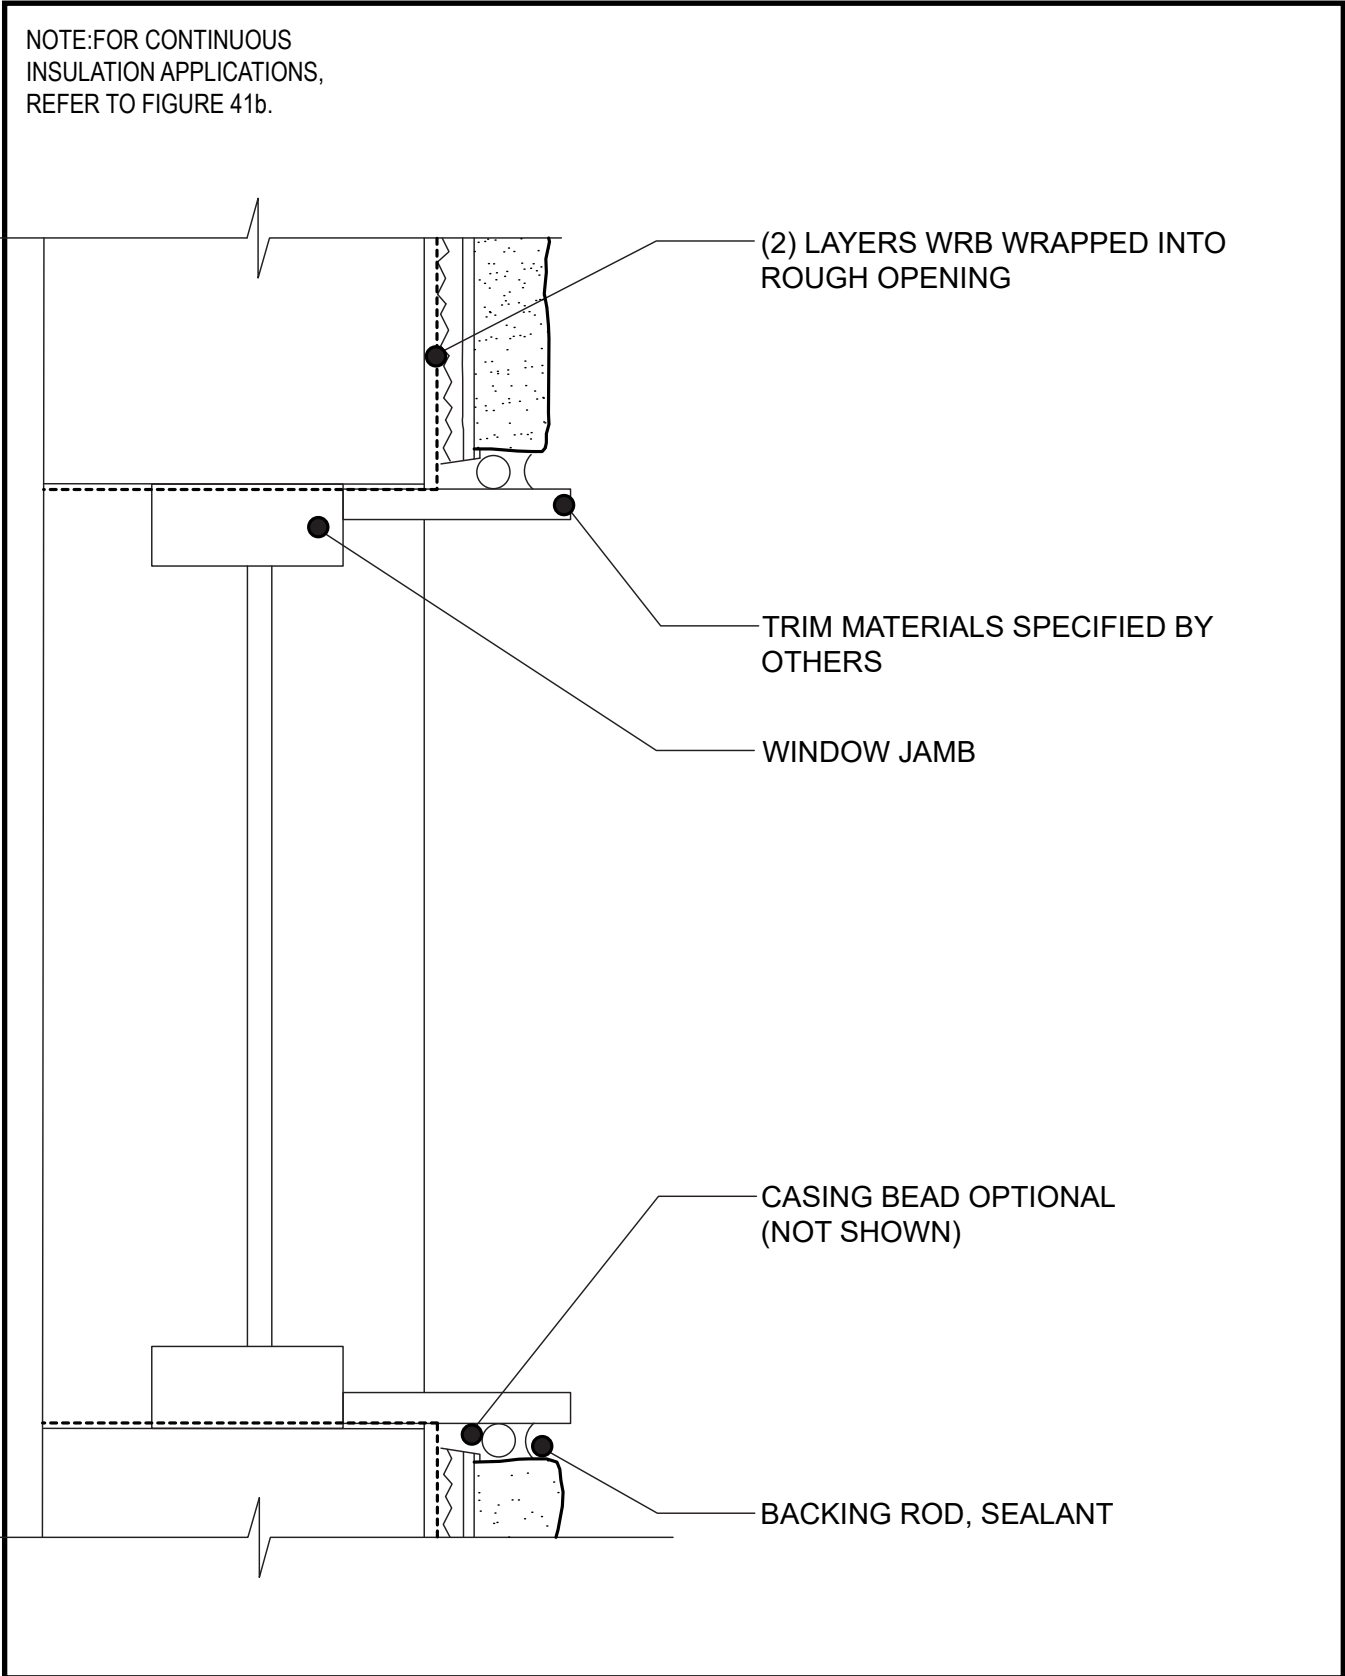 NOTE:FOR CONTINUOUS
INSULATION APPLICATIONS,
REFER TO FIGURE 41b.
(2) LAYERS WRB WRAPPED INTO
ROUGH OPENING
TRIM MATERIALS SPECIFIED BY
OTHERS
WINDOW JAMB
CASING BEAD OPTIONAL
(NOT SHOWN)
BACKING ROD, SEALANT